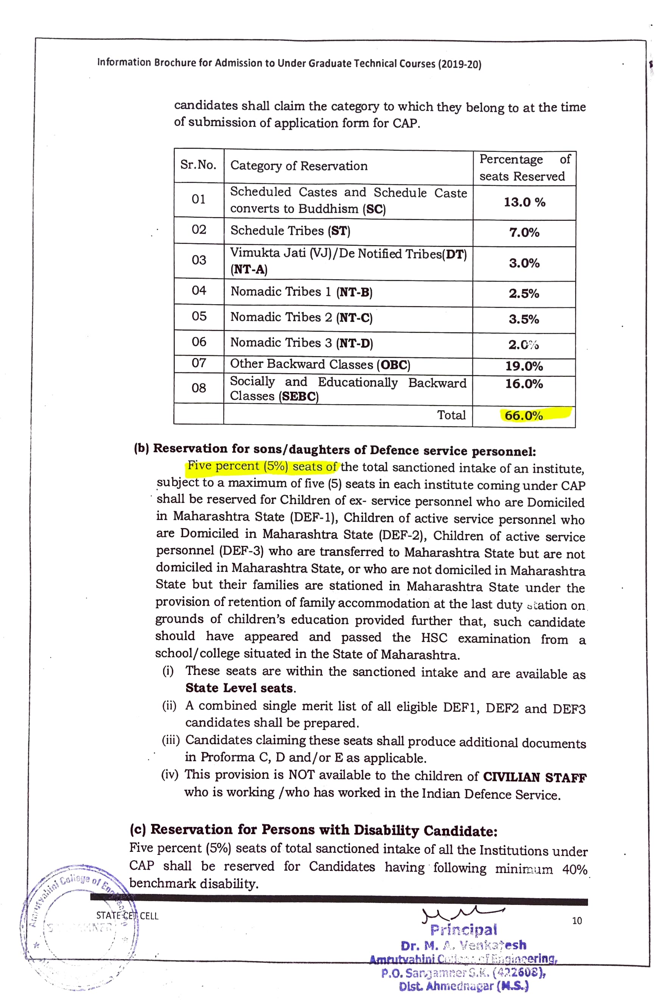 Information Brochure for Admission to Under Graduate Technical Courses (2019-20)
candidates shall claim the category to which they belong to at the time
of submission of application form for CAP.
Sr.No. Category of Reservation Percentage of
seats Reserved
01 Scheduled Castes and Schedule Caste
converts to Buddhism (SC) 13.0 %
02 Schedule Tribes (ST) 7.0%
03 Vimukta Jati (VJ)/De Notified Tribes(DT)
(NT-A) 3.0%
04 Nomadic Tribes 1 (NT-B) 2.5%
05 Nomadic Tribes 2 (NT-C) 3.5%
06 Nomadic Tribes 3 (NT-D) 2.0%
07 Other Backward Classes (OBC) 19.0%
08 Socially and Educationally Backward
Classes (SEBC) 16.0%
Total 66.0%
(b) Reservation for sons/daughters of Defence service personnel:
Five percent (5%) seats of the total sanctioned intake of an institute,
subject to a maximum of five (5) seats in each institute coming under CAP
shall be reserved for Children of ex- service personnel who are Domiciled
in Maharashtra State (DEF-1), Children of active service personnel who
are Domiciled in Maharashtra State (DEF-2), Children of active service
personnel (DEF-3) who are transferred to Maharashtra State but are not
domiciled in Maharashtra State, or who are not domiciled in Maharashtra
State but their families are stationed in Maharashtra State under the
provision of retention of family accommodation at the last duty station on
grounds of children's education provided further that, such candidate
should have appeared and passed the HSC examination from a
school/college situated in the State of Maharashtra.
(i) These seats are within the sanctioned intake and are available as
State Level seats.
(ii) A combined single merit list of all eligible DEF1, DEF2 and DEF3
candidates shall be prepared.
(iii) Candidates claiming these seats shall produce additional documents
in Proforma C, D and/or E as applicable.
(iv) This provision is NOT available to the children of CIVILIAN STAFF
who is working /who has worked in the Indian Defence Service.
(c) Reservation for Persons with Disability Candidate:
Five percent (5%) seats of total sanctioned intake of all the Institutions under
CAP shall be reserved for Candidates having following minimum 40%
benchmark disability.
Amrutvahini College of Engineering
STATE CET CELL
10
Principal
Dr. M. A. Venkatesh
Amrutvahini College of Engineering,
P.O. Sangamner S.K. (422608),
Dist. Ahmednagar (M.S.)